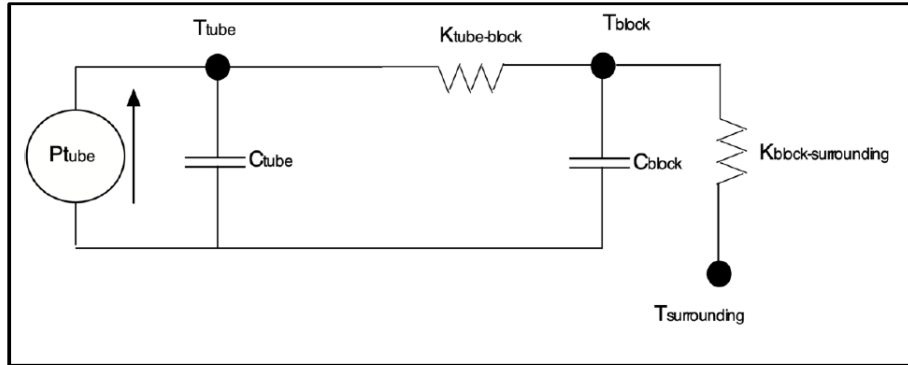 Ttube
Ktube-block
Tblock
Ptube
Ctube
Cblock
Kblock-surrounding
Tsurrounding